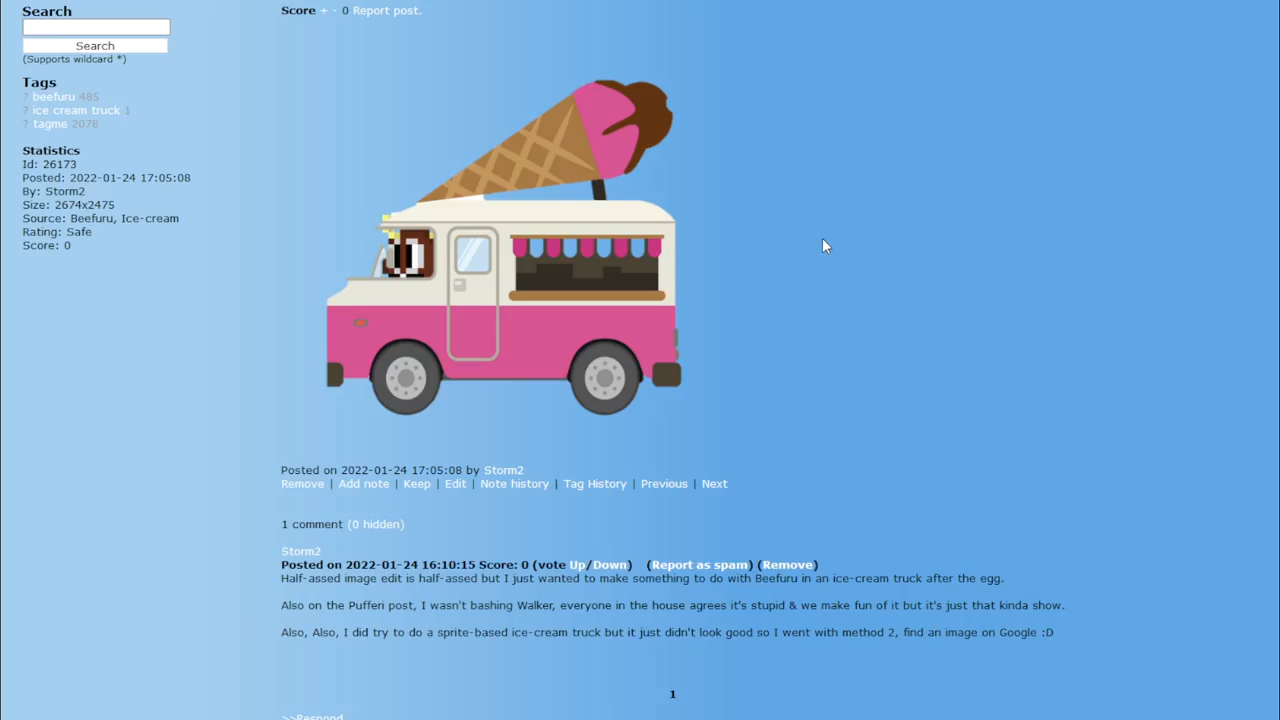 Search
Search
(Supports wildcard *)
Tags
? beefuru 485
? ice cream truck 1
? tagme 2078
Statistics
Id: 26173
Posted: 2022-01-24 17:05:08
By: Storm2
Size: 2674x2475
Source: Beefuru, Ice-cream
Rating: Safe
Score: 0
Score + - 0 Report post.
Posted on 2022-01-24 17:05:08 by Storm2
Remove | Add note | Keep | Edit | Note history | Tag History | Previous | Next
1 comment (0 hidden)
Storm2
Posted on 2022-01-24 16:10:15 Score: 0 (vote Up/Down) (Report as spam) (Remove)
Half-assed image edit is half-assed but I just wanted to make something to do with Beefuru in an ice-cream truck after the egg.
Also on the Pufferi post, I wasn't bashing Walker, everyone in the house agrees it's stupid & we make fun of it but it's just that kinda show.
Also, Also, I did try to do a sprite-based ice-cream truck but it just didn't look good so I went with method 2, find an image on Google :D
1
>>Respond